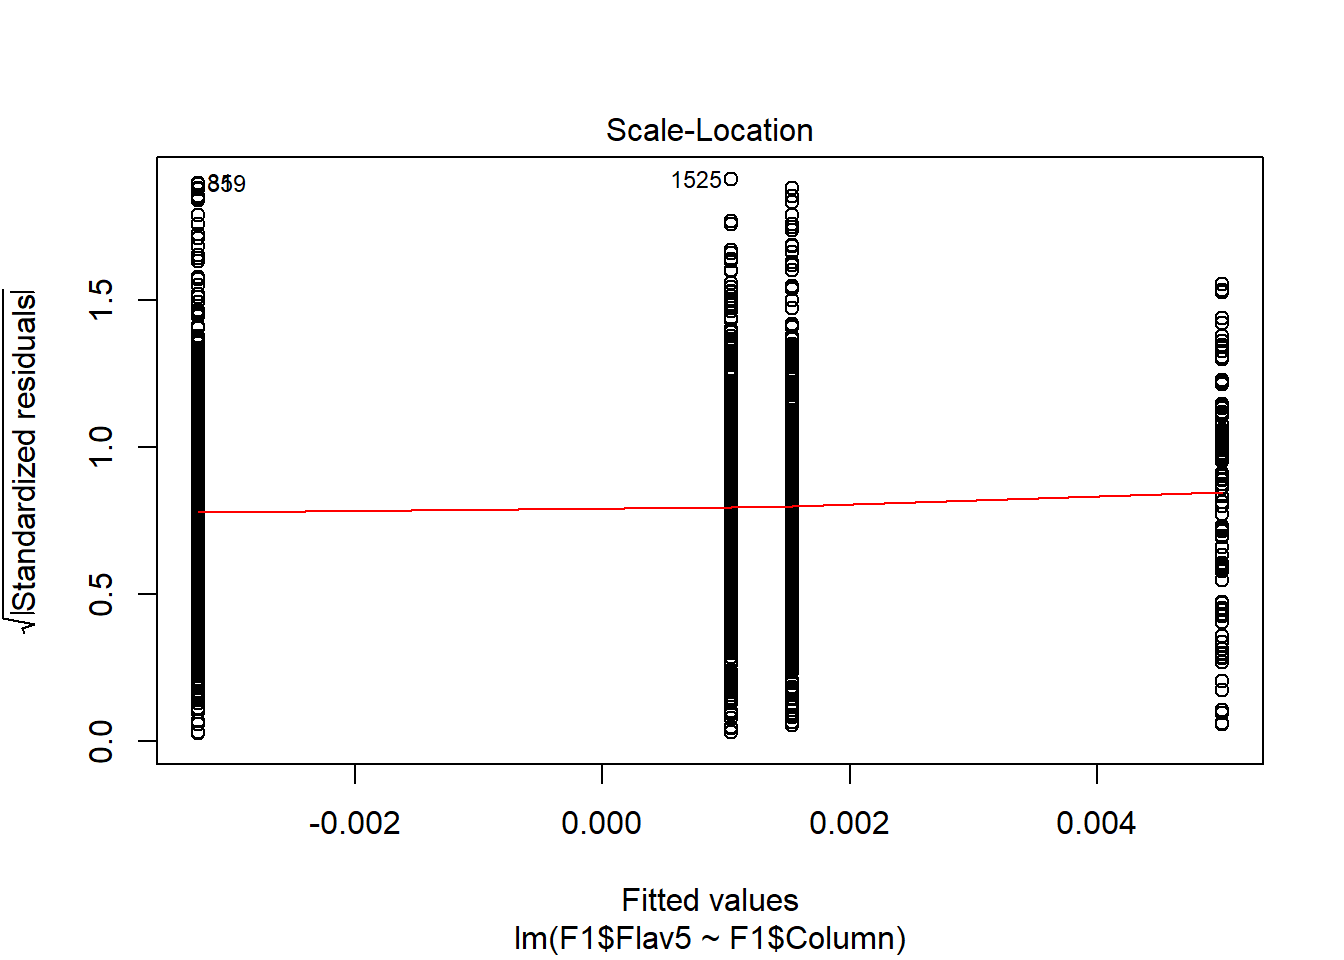 Scale-Location
1525
√|Standardized residuals|
0.0
0.5
1.0
1.5
-0.002
0.000
0.002
0.004
Fitted values
lm(F1$Flav5 ~ F1$Column)